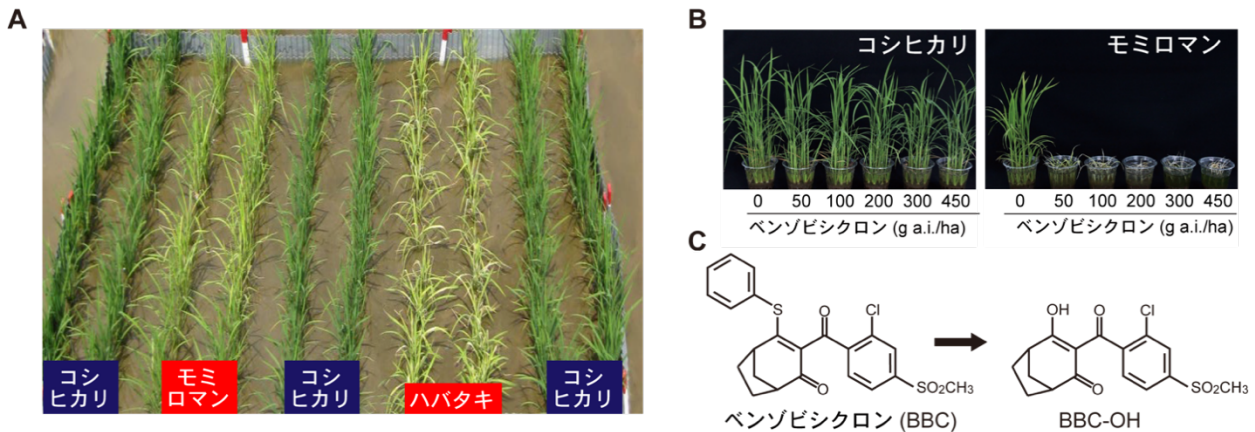 A
コシ
ヒカリ
モミ
ロマン
コシ
ヒカリ
ハバタキ
コシ
ヒカリ
B
コシヒカリ
モミロマン
0 50 100 200 300 450
ベンゾビシクロン (g a.i./ha)
0 50 100 200 300 450
ベンゾビシクロン (g a.i./ha)
C
S
O
Cl
O
SO₂CH₃
ベンゾビシクロン (BBC)
OH
O
Cl
O
SO₂CH₃
BBC-OH